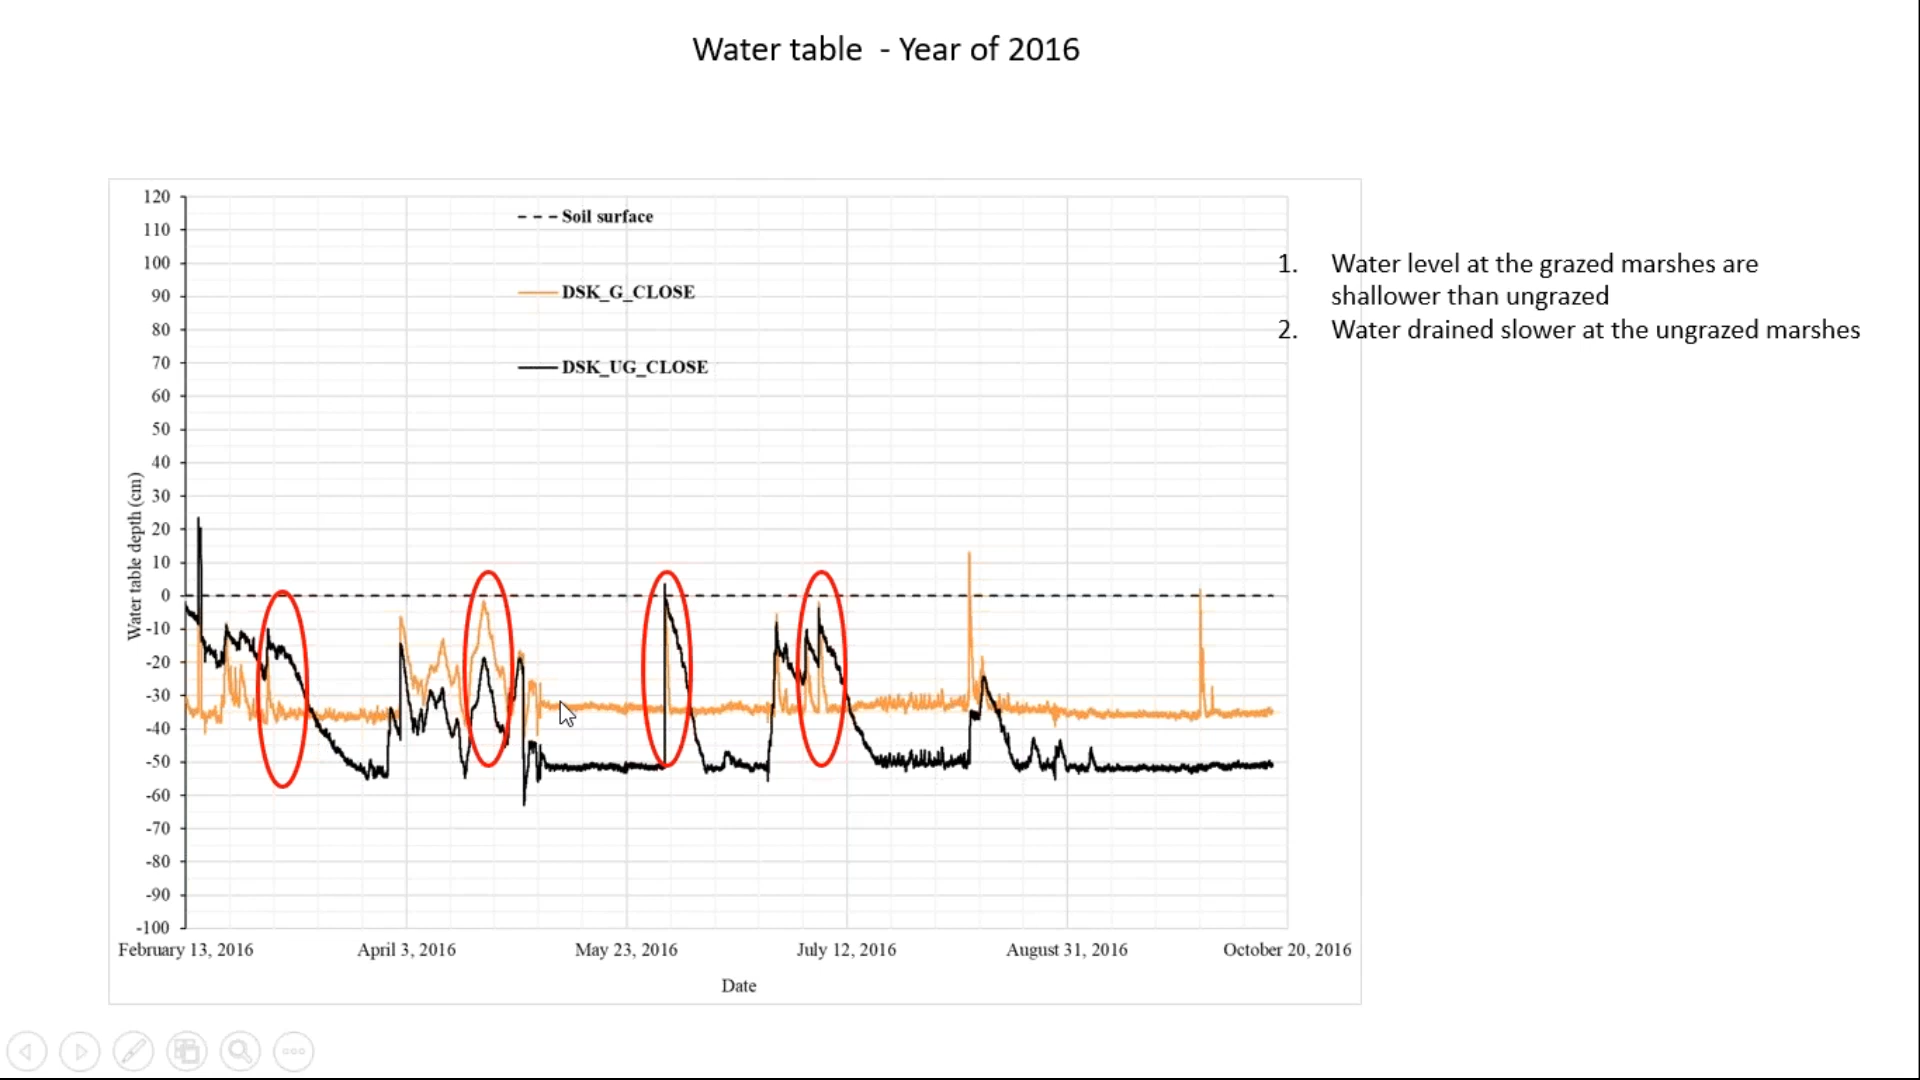 Water table  - Year of 2016
120
110
100
90
80
70
60
50
40
30
20
10
0
-10
-20
-30
-40
-50
-60
-70
-80
-90
-100
Water table depth (cm)
Soil surface
DSK_G_CLOSE
DSK_UG_CLOSE
February 13, 2016
April 3, 2016
May 23, 2016
July 12, 2016
August 31, 2016
October 20, 2016
Date
1. Water level at the grazed marshes are
shallower than ungrazed
2. Water drained slower at the ungrazed marshes